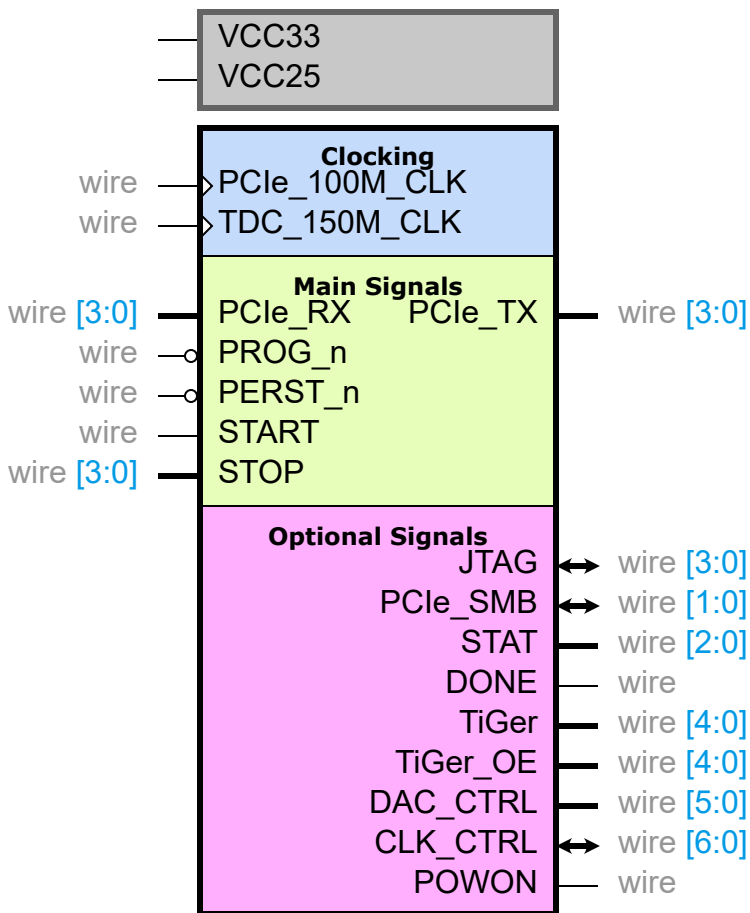 VCC33
VCC25
Clocking
wire PCIe_100M_CLK
wire TDC_150M_CLK
Main Signals
wire [3:0] PCIe_RX PCIe_TX wire [3:0]
wire PROG_n
wire PERST_n
wire START
wire [3:0] STOP
Optional Signals
JTAG wire [3:0]
PCIe_SMB wire [1:0]
STAT wire [2:0]
DONE wire
TiGer wire [4:0]
TiGer_OE wire [4:0]
DAC_CTRL wire [5:0]
CLK_CTRL wire [6:0]
POWON wire